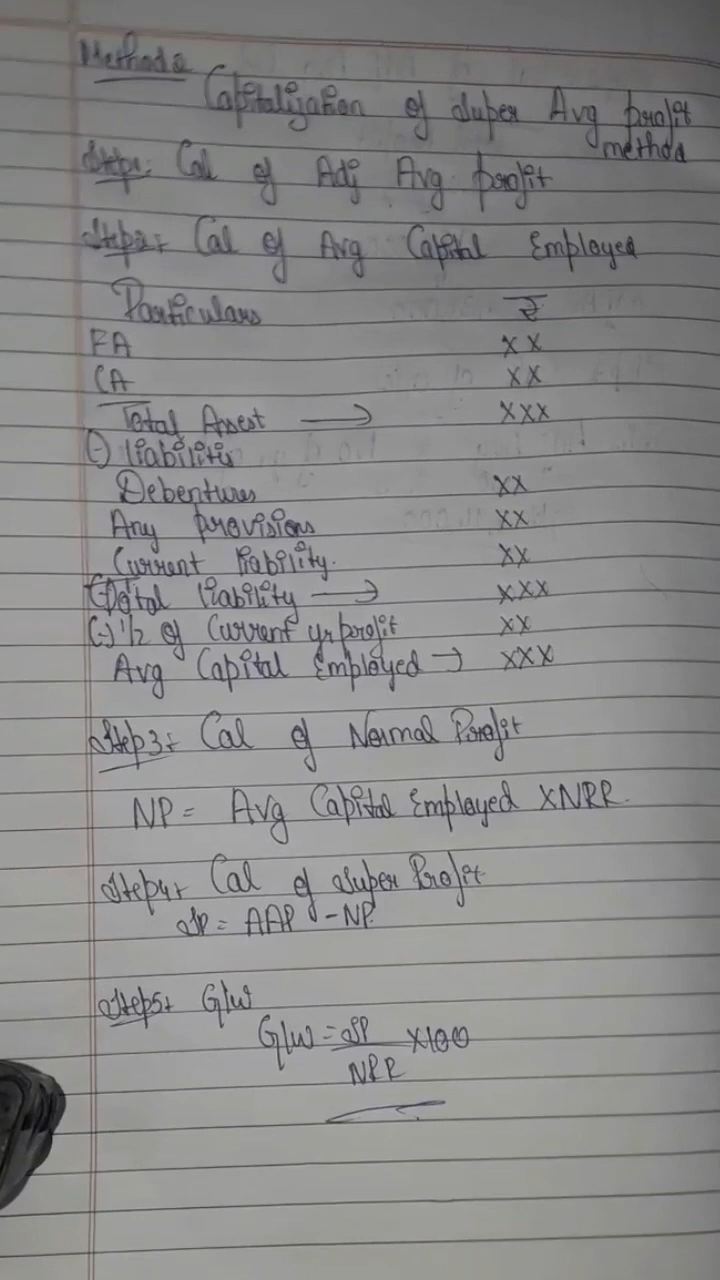 Method
Capitalization of super Avg profit
method
Step1: Cal of Adj Avg profit
Step2: Cal of Avg Capital Employed
Particulars ₹
FA XX
CA XX
Total Asset → XXX
(-) liabilitis
Debentures XX
Any provisions XX
Current liability. XX
Total liability → XXX
(-) 1/2 of Current yr profit XX
Avg Capital Employed → XXX
Step3: Cal of Normal Profit
NP = Avg Capital Employed X NRR.
Step4: Cal of Super Profit
SP = AAP - NP.
Step5: G/w
G/w = SP X100
NRR